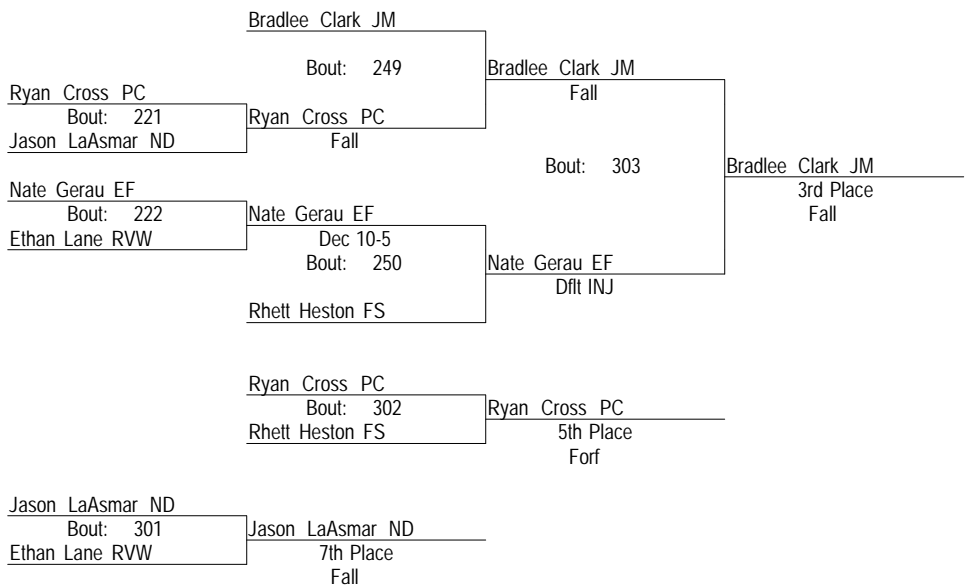 Bradlee Clark JM
Bout: 249
Bradlee Clark JM
Fall
Ryan Cross PC
Bout: 221
Jason LaAsmar ND
Ryan Cross PC
Fall
Bout: 303
Bradlee Clark JM
3rd Place
Fall
Nate Gerau EF
Bout: 222
Ethan Lane RVW
Nate Gerau EF
Dec 10-5
Bout: 250
Nate Gerau EF
Dflt INJ
Rhett Heston FS
Ryan Cross PC
Bout: 302
Rhett Heston FS
Ryan Cross PC
5th Place
Forf
Jason LaAsmar ND
Bout: 301
Ethan Lane RVW
Jason LaAsmar ND
7th Place
Fall